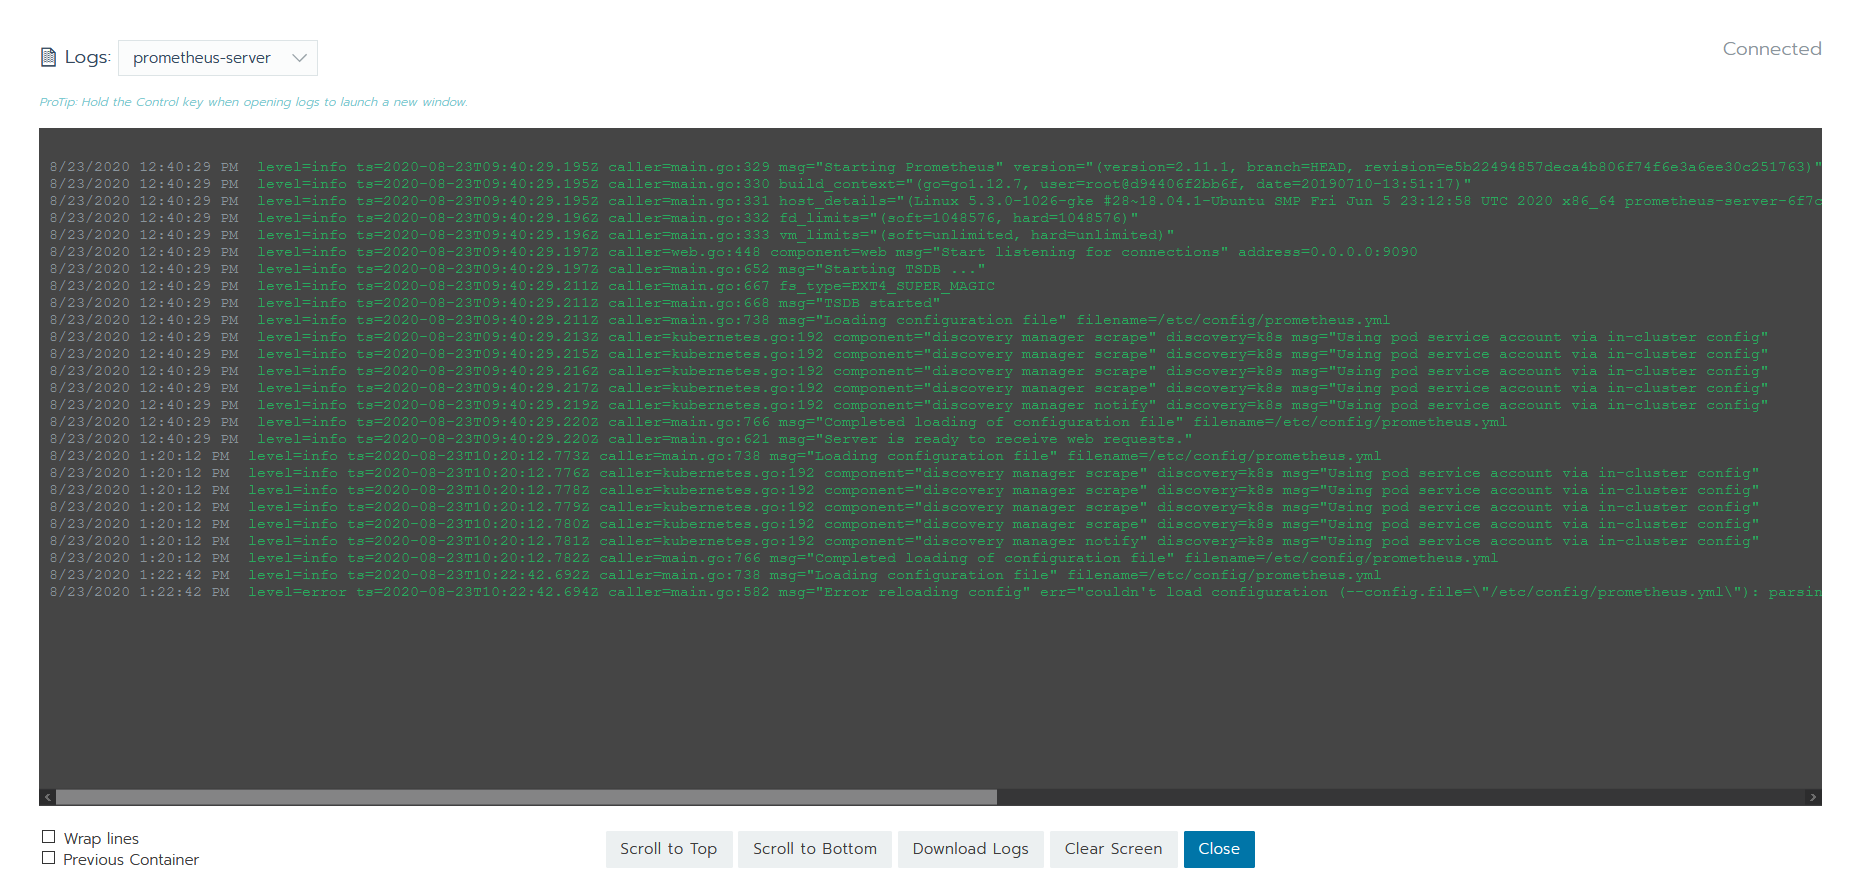 Logs: prometheus-server
Connected
ProTip: Hold the Control key when opening logs to launch a new window.
8/23/2020 12:40:29 PM level=info ts=2020-08-23T09:40:29.195Z caller=main.go:329 msg="Starting Prometheus" version="(version=2.11.1, branch=HEAD, revision=e5b22494857deca4b806f74f6e3a6ee30c251763)"
8/23/2020 12:40:29 PM level=info ts=2020-08-23T09:40:29.195Z caller=main.go:330 build_context="(go=go1.12.7, user=root@d94406f2bb6f, date=20190710-13:51:17)"
8/23/2020 12:40:29 PM level=info ts=2020-08-23T09:40:29.195Z caller=main.go:331 host_details="(Linux 5.3.0-1026-gke #28~18.04.1-Ubuntu SMP Fri Jun 5 23:12:58 UTC 2020 x86_64 prometheus-server-6f7c
8/23/2020 12:40:29 PM level=info ts=2020-08-23T09:40:29.196Z caller=main.go:332 fd_limits="(soft=1048576, hard=1048576)"
8/23/2020 12:40:29 PM level=info ts=2020-08-23T09:40:29.196Z caller=main.go:333 vm_limits="(soft=unlimited, hard=unlimited)"
8/23/2020 12:40:29 PM level=info ts=2020-08-23T09:40:29.197Z caller=web.go:448 component=web msg="Start listening for connections" address=0.0.0.0:9090
8/23/2020 12:40:29 PM level=info ts=2020-08-23T09:40:29.197Z caller=main.go:652 msg="Starting TSDB ..."
8/23/2020 12:40:29 PM level=info ts=2020-08-23T09:40:29.211Z caller=main.go:667 fs_type=EXT4_SUPER_MAGIC
8/23/2020 12:40:29 PM level=info ts=2020-08-23T09:40:29.211Z caller=main.go:668 msg="TSDB started"
8/23/2020 12:40:29 PM level=info ts=2020-08-23T09:40:29.211Z caller=main.go:738 msg="Loading configuration file" filename=/etc/config/prometheus.yml
8/23/2020 12:40:29 PM level=info ts=2020-08-23T09:40:29.213Z caller=kubernetes.go:192 component="discovery manager scrape" discovery=k8s msg="Using pod service account via in-cluster config"
8/23/2020 12:40:29 PM level=info ts=2020-08-23T09:40:29.215Z caller=kubernetes.go:192 component="discovery manager scrape" discovery=k8s msg="Using pod service account via in-cluster config"
8/23/2020 12:40:29 PM level=info ts=2020-08-23T09:40:29.216Z caller=kubernetes.go:192 component="discovery manager scrape" discovery=k8s msg="Using pod service account via in-cluster config"
8/23/2020 12:40:29 PM level=info ts=2020-08-23T09:40:29.217Z caller=kubernetes.go:192 component="discovery manager scrape" discovery=k8s msg="Using pod service account via in-cluster config"
8/23/2020 12:40:29 PM level=info ts=2020-08-23T09:40:29.219Z caller=kubernetes.go:192 component="discovery manager notify" discovery=k8s msg="Using pod service account via in-cluster config"
8/23/2020 12:40:29 PM level=info ts=2020-08-23T09:40:29.220Z caller=main.go:766 msg="Completed loading of configuration file" filename=/etc/config/prometheus.yml
8/23/2020 12:40:29 PM level=info ts=2020-08-23T09:40:29.220Z caller=main.go:621 msg="Server is ready to receive web requests."
8/23/2020 1:20:12 PM level=info ts=2020-08-23T10:20:12.773Z caller=main.go:738 msg="Loading configuration file" filename=/etc/config/prometheus.yml
8/23/2020 1:20:12 PM level=info ts=2020-08-23T10:20:12.776Z caller=kubernetes.go:192 component="discovery manager scrape" discovery=k8s msg="Using pod service account via in-cluster config"
8/23/2020 1:20:12 PM level=info ts=2020-08-23T10:20:12.778Z caller=kubernetes.go:192 component="discovery manager scrape" discovery=k8s msg="Using pod service account via in-cluster config"
8/23/2020 1:20:12 PM level=info ts=2020-08-23T10:20:12.779Z caller=kubernetes.go:192 component="discovery manager scrape" discovery=k8s msg="Using pod service account via in-cluster config"
8/23/2020 1:20:12 PM level=info ts=2020-08-23T10:20:12.780Z caller=kubernetes.go:192 component="discovery manager scrape" discovery=k8s msg="Using pod service account via in-cluster config"
8/23/2020 1:20:12 PM level=info ts=2020-08-23T10:20:12.781Z caller=kubernetes.go:192 component="discovery manager notify" discovery=k8s msg="Using pod service account via in-cluster config"
8/23/2020 1:20:12 PM level=info ts=2020-08-23T10:20:12.782Z caller=main.go:766 msg="Completed loading of configuration file" filename=/etc/config/prometheus.yml
8/23/2020 1:22:42 PM level=info ts=2020-08-23T10:22:42.692Z caller=main.go:738 msg="Loading configuration file" filename=/etc/config/prometheus.yml
8/23/2020 1:22:42 PM level=error ts=2020-08-23T10:22:42.694Z caller=main.go:582 msg="Error reloading config" err="couldn't load configuration (--config.file=\"/etc/config/prometheus.yml\"): parsin
Wrap lines
Previous Container
Scroll to Top Scroll to Bottom Download Logs Clear Screen Close